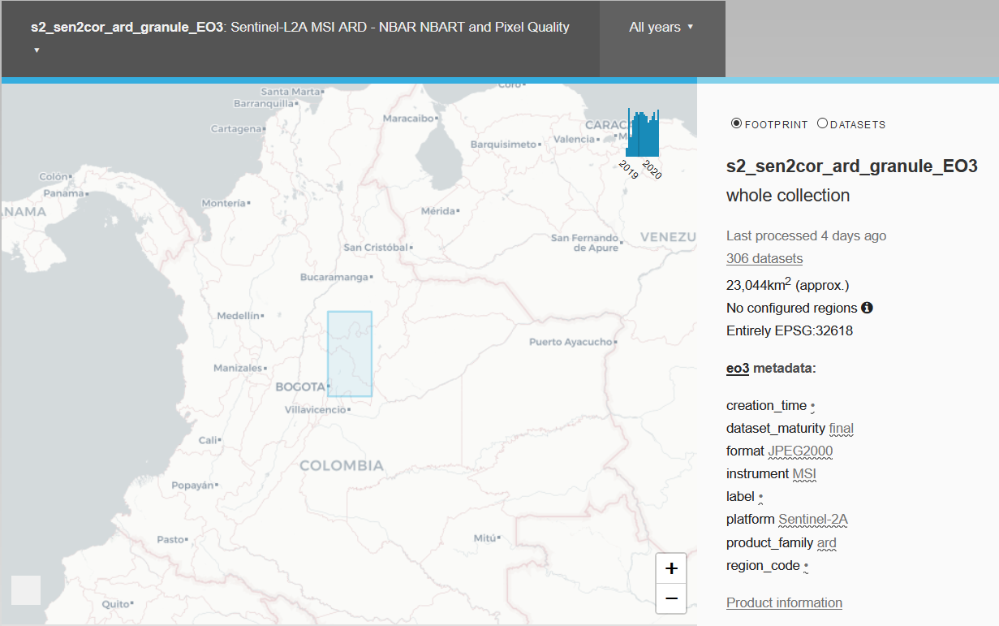 s2_sen2cor_ard_granule_EO3: Sentinel-L2A MSI ARD - NBAR NBART and Pixel Quality
All years
FOOTPRINT DATASETS
s2_sen2cor_ard_granule_EO3
whole collection
Last processed 4 days ago
306 datasets
23,044km2 (approx.)
No configured regions
Entirely EPSG:32618
eo3 metadata:
creation_time
dataset_maturity final
format JPEG2000
instrument MSI
label
platform Sentinel-2A
product_family ard
region_code
Product information
2019 2020
Coro
Santa Marta
Barranquilla
Maracaibo
CARACA
Cartagena
Valencia
Barquisimeto
Colón
Panama
NAMA
Montería
Mérida
San Cristóbal
San Fernando
de Apure
VENEZU
Bucaramanga
Medellín
Puerto Ayacucho
Manizales
BOGOTA
Villavicencio
Cali
COLOMBIA
Popayán
Pasto
Mitú
Quito
+
−